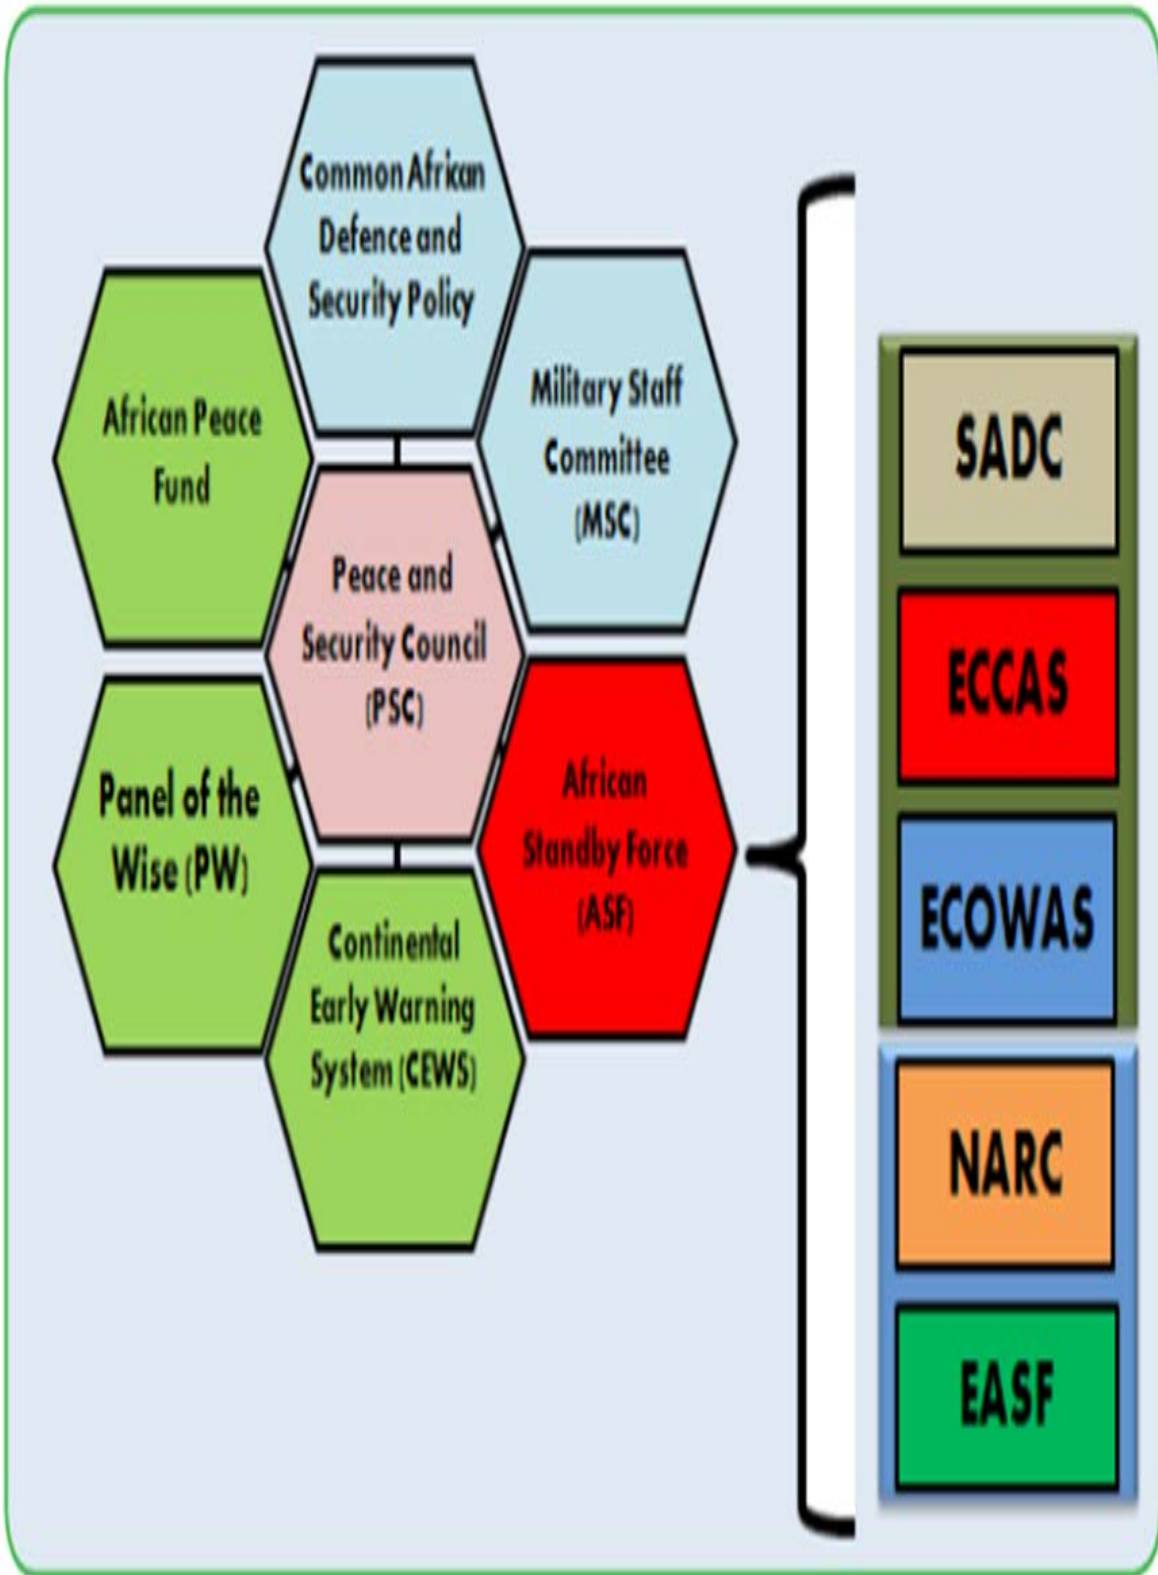 Common African
Defence and
Security Policy
African Peace
Fund
Military Staff
Committee
(MSC)
Peace and
Security Council
(PSC)
Panel of the
Wise (PW)
African
Standby Force
(ASF)
Continental
Early Warning
System (CEWS)
SADC
ECCAS
ECOWAS
NARC
EASF